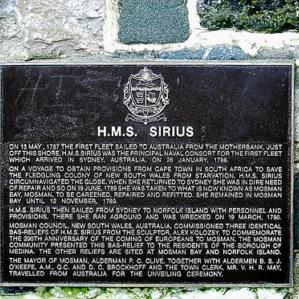 H.M.S. SIRIUS
ON 13 MAY, 1787 THE FIRST FLEET SAILED TO AUSTRALIA FROM THE MOTHERBANK, JUST
OFF THIS SHORE. H.M.S. SIRIUS WAS THE PRINCIPAL NAVAL CONSORT FOR THE FIRST FLEET
WHICH ARRIVED IN SYDNEY, AUSTRALIA, ON 26 JANUARY, 1788.
ON A VOYAGE TO OBTAIN PROVISIONS FROM CAPE TOWN IN SOUTH AFRICA TO SAVE
THE FLEDGLING COLONY OF NEW SOUTH WALES FROM STARVATION, H.M.S. SIRIUS
CIRCUMNAVIGATED THE GLOBE. WHEN SHE RETURNED TO SYDNEY SHE WAS IN DIRE NEED
OF REPAIR AND SO ON 19 JUNE, 1789 SHE WAS TAKEN TO WHAT IS NOW KNOWN AS MOSMAN
BAY, MOSMAN, TO BE CAREENED, REPAIRED AND REFITTED. SHE REMAINED IN MOSMAN
BAY UNTIL 12 NOVEMBER, 1789.
H.M.S. SIRIUS THEN SAILED FROM SYDNEY TO NORFOLK ISLAND WITH PERSONNEL AND
PROVISIONS. THERE SHE RAN AGROUND AND WAS WRECKED ON 19 MARCH, 1790.
MOSMAN COUNCIL, NEW SOUTH WALES, AUSTRALIA, COMMISSIONED THREE IDENTICAL
BAS-RELIEFS OF H.M.S. SIRIUS FROM THE SCULPTOR, ALEX KOLOZSY, TO COMMEMORATE
THE 200TH ANNIVERSARY OF THE COMING OF EUROPEANS TO MOSMAN. THE MOSMAN
COMMUNITY PRESENTED THIS BAS-RELIEF TO THE RESIDENTS OF THE BOROUGH OF
MEDINA. THE OTHER RELIEFS ARE SITED AT MOSMAN BAY AND NORFOLK ISLAND.
THE MAYOR OF MOSMAN, ALDERMAN P. C. CLIVE, TOGETHER WITH ALDERMEN B. B. J.
O'KEEFE, A.M., Q.C. AND D. C. BROCKHOFF AND THE TOWN CLERK, MR. V. H. R. MAY,
TRAVELLED FROM AUSTRALIA FOR THE UNVEILING CEREMONY.